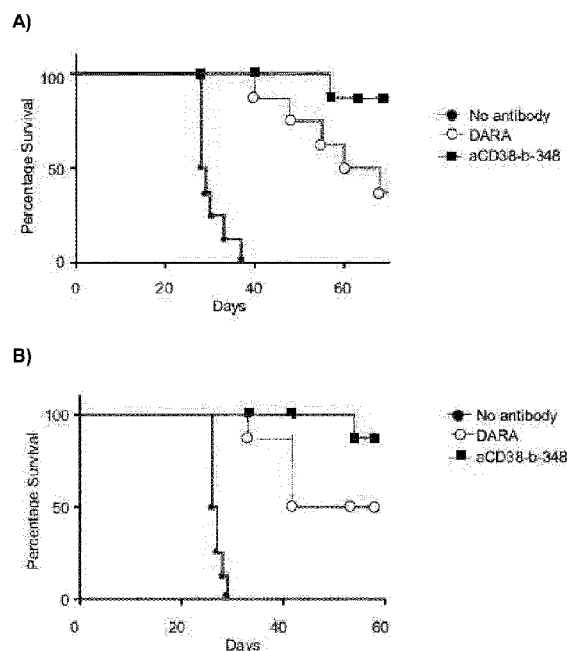 A)
100
50
0
0
20
40
60
Percentage Survival
Days
No antibody
DARA
aCD38-b-348
B)
100
50
0
0
20
40
60
Percentage Survival
Days
No antibody
DARA
aCD38-b-348